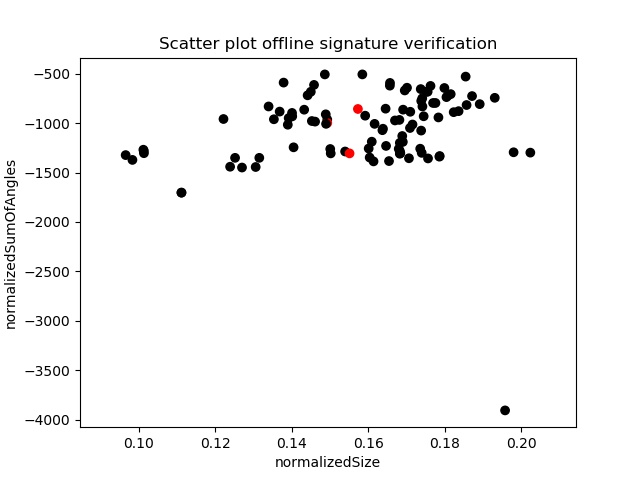 Scatter plot offline signature verification
−500
−1000
−1500
−2000
−2500
−3000
−3500
−4000
normalizedSumOfAngles
0.10 0.12 0.14 0.16 0.18 0.20
normalizedSize